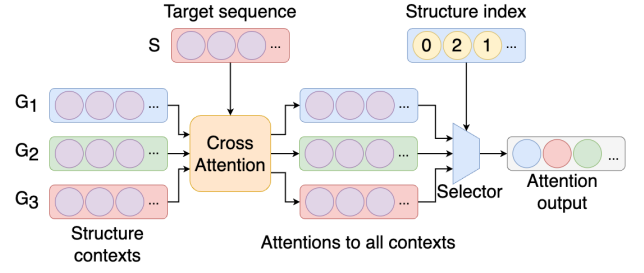 Target sequence
Structure index
S
...
0 2 1 ...
G1
...
...
G2
...
Cross
Attention
...
...
G3
...
...
Selector
Structure
contexts
Attentions to all contexts
Attention
output